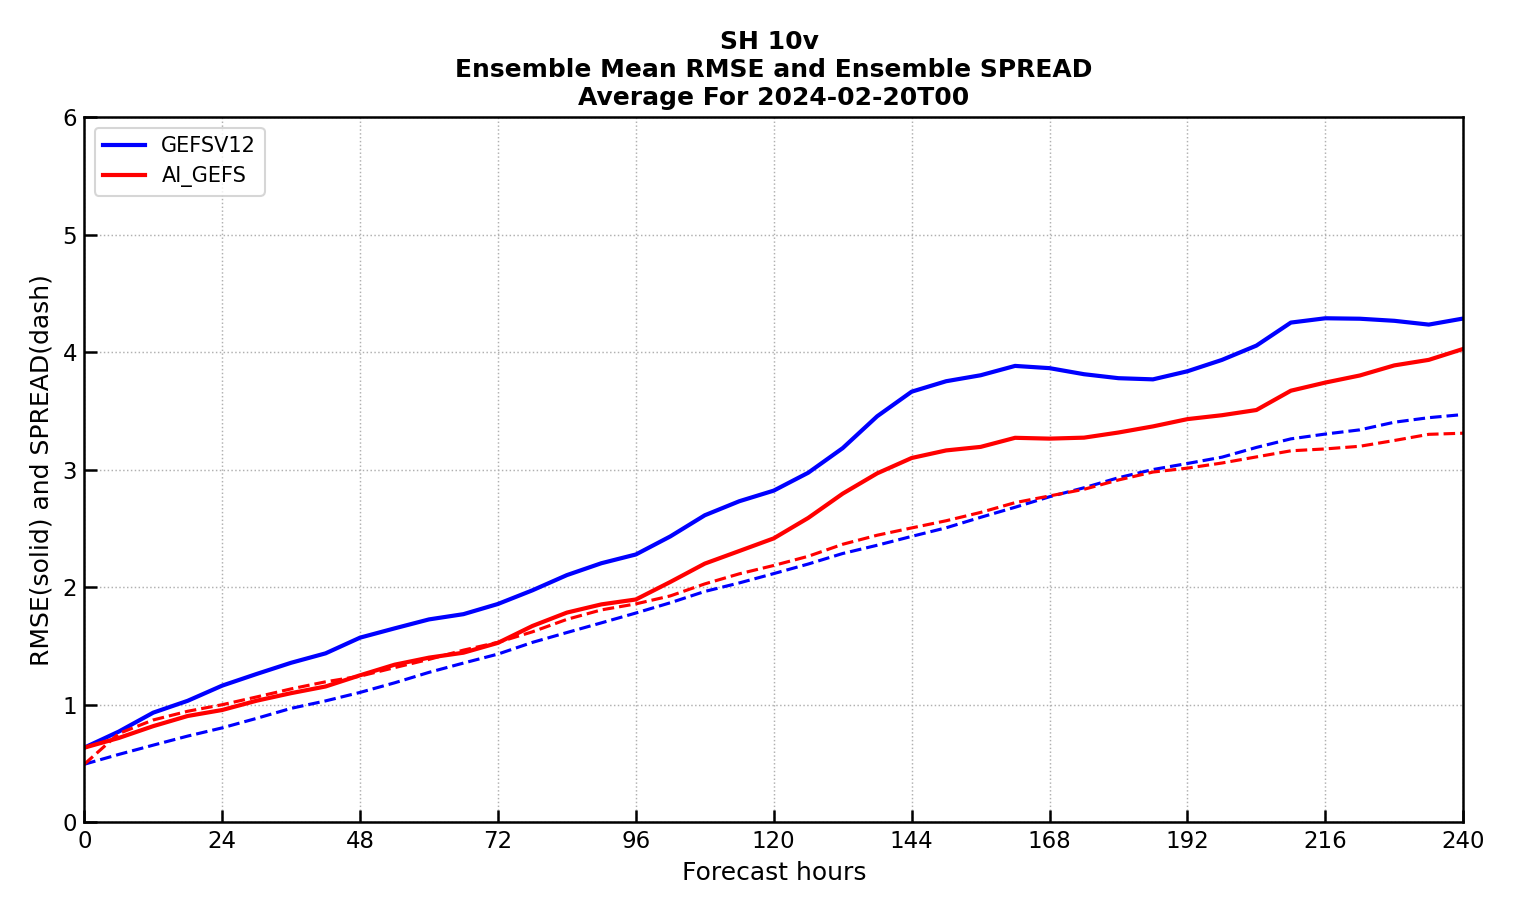 SH 10v
Ensemble Mean RMSE and Ensemble SPREAD
Average For 2024-02-20T00
GEFSV12
AI_GEFS
RMSE(solid) and SPREAD(dash)
6
5
4
3
2
1
0
0 24 48 72 96 120 144 168 192 216 240
Forecast hours